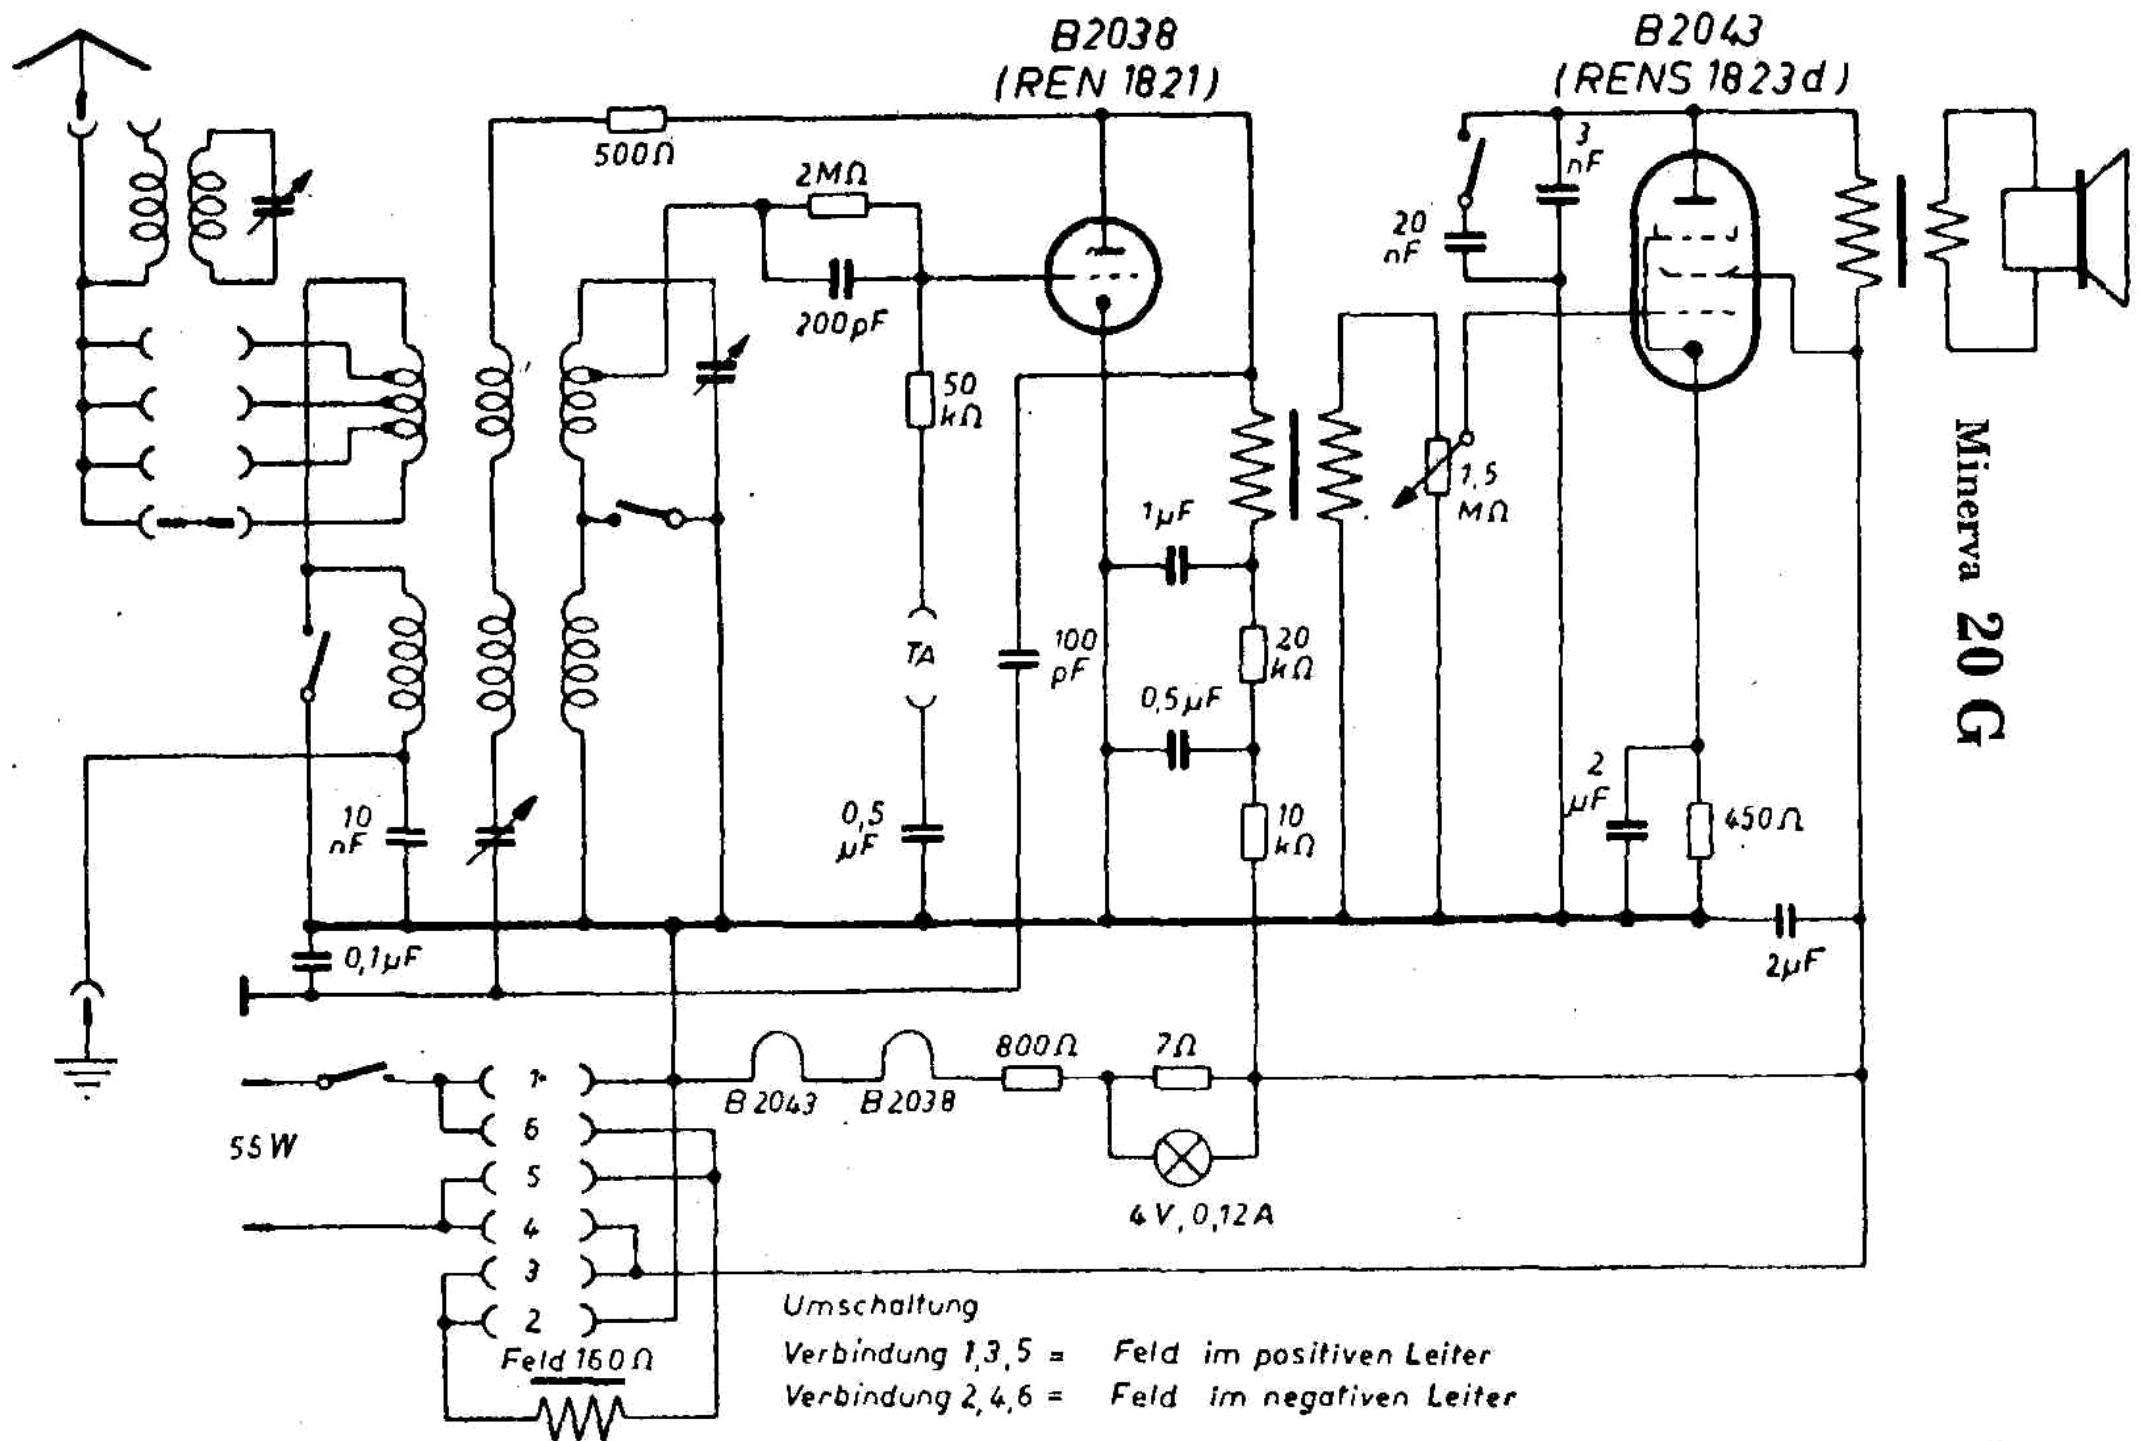 B2038
(REN 1821)
B2043
(RENS 1823d)
500Ω
2MΩ
200pF
50
kΩ
3
nF
20
nF
1,5
MΩ
1µF
20
kΩ
100
pF
0,5µF
TA
10
kΩ
0,5
µF
10
nF
2
µF
450Ω
2µF
0,1µF
Minerva 20 G
800Ω
7Ω
B2043
B2038
4V, 0,12A
55W
1
6
5
4
3
2
Feld 160Ω
Umschaltung
Verbindung 1,3,5 = Feld im positiven Leiter
Verbindung 2,4,6 = Feld im negativen Leiter